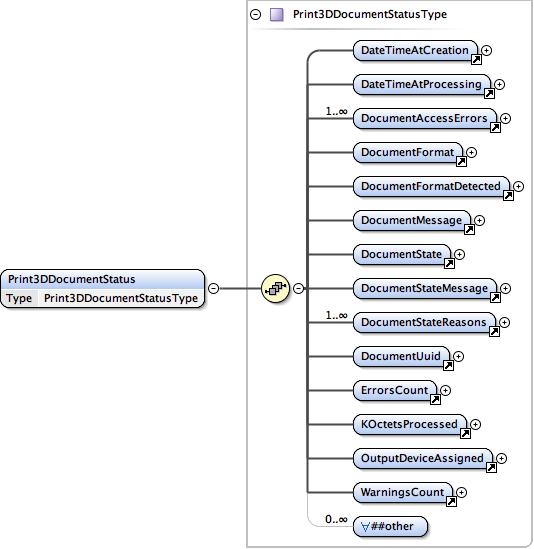 Print3DDocumentStatusType
DateTimeAtCreation
DateTimeAtProcessing
1..∞
DocumentAccessErrors
DocumentFormat
DocumentFormatDetected
DocumentMessage
DocumentState
Print3DDocumentStatus
Type Print3DDocumentStatusType
DocumentStateMessage
1..∞
DocumentStateReasons
DocumentUuid
ErrorsCount
KOctetsProcessed
OutputDeviceAssigned
WarningsCount
0..∞
∀##other